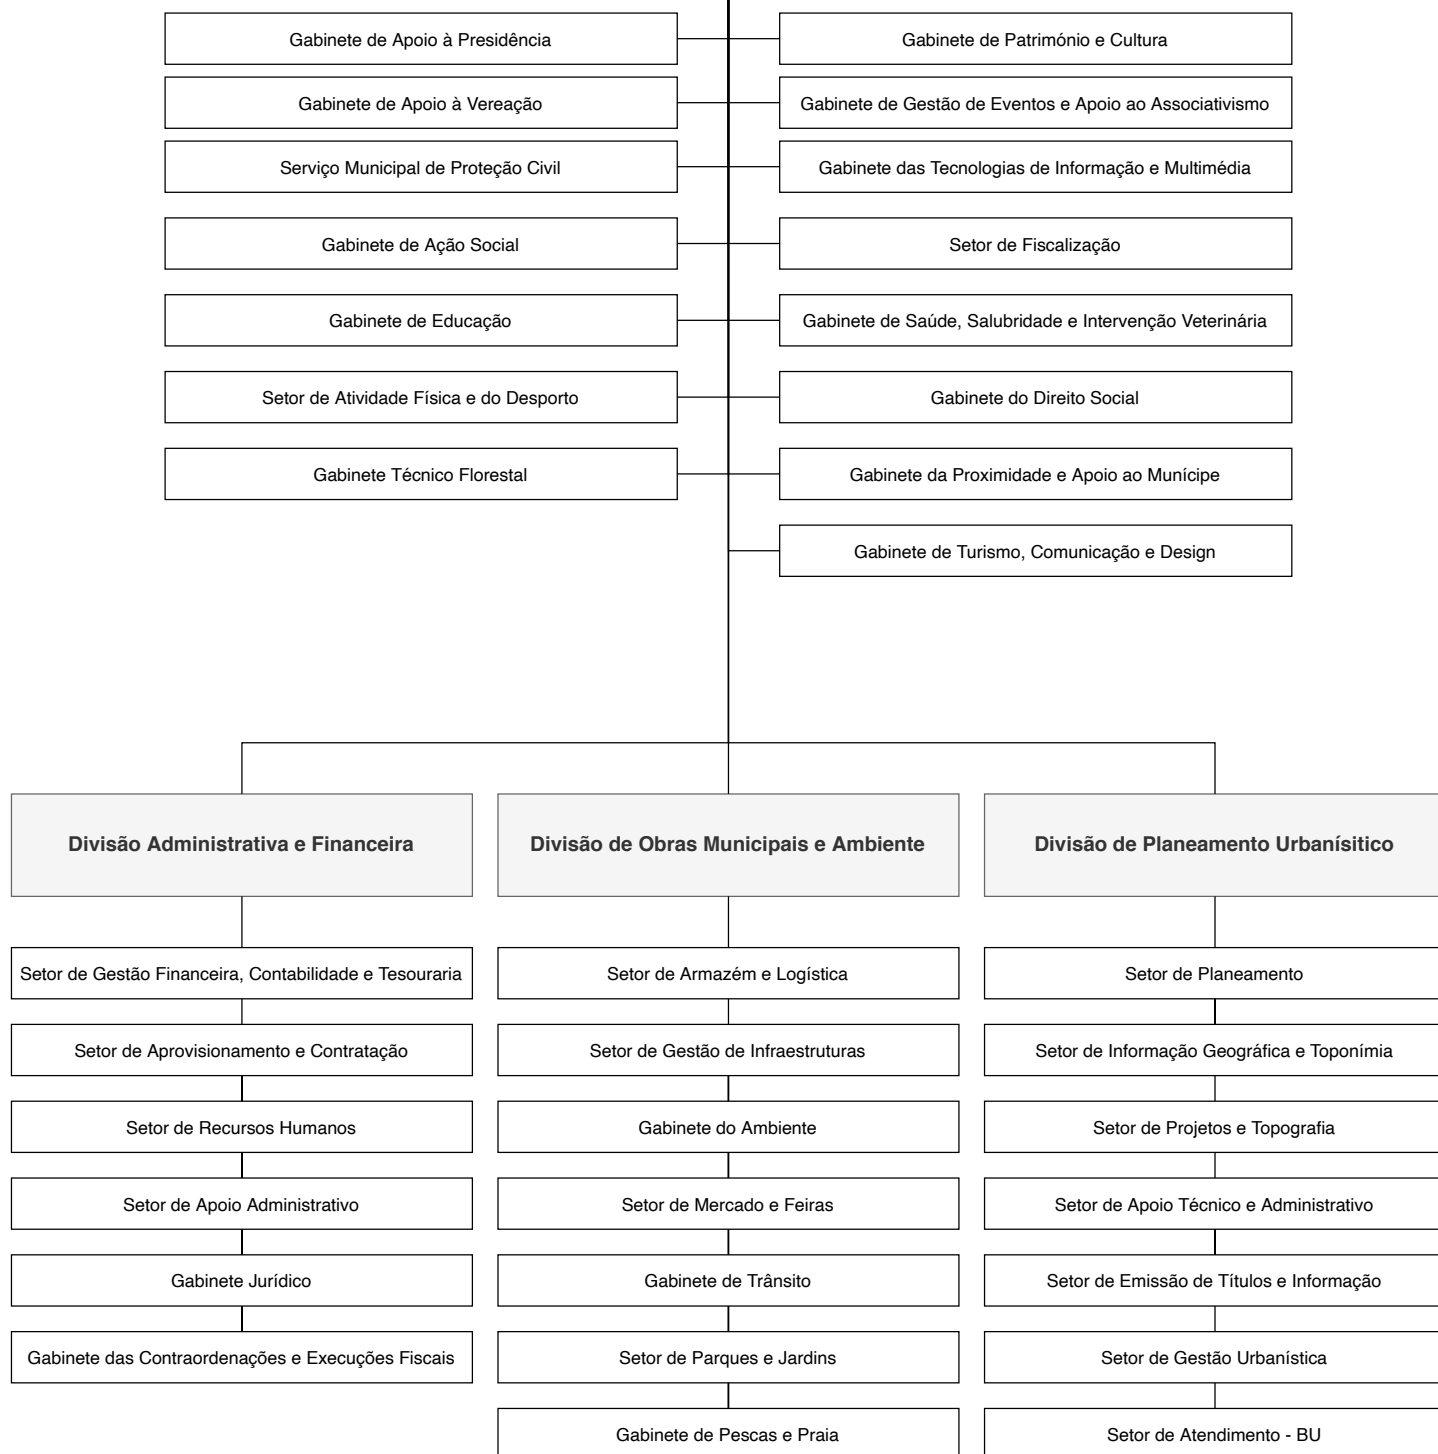 Gabinete de Apoio à Presidência
Gabinete de Património e Cultura
Gabinete de Apoio à Vereação
Gabinete de Gestão de Eventos e Apoio ao Associativismo
Serviço Municipal de Proteção Civil
Gabinete das Tecnologias de Informação e Multimédia
Gabinete de Ação Social
Setor de Fiscalização
Gabinete de Educação
Gabinete de Saúde, Salubridade e Intervenção Veterinária
Setor de Atividade Física e do Desporto
Gabinete do Direito Social
Gabinete Técnico Florestal
Gabinete da Proximidade e Apoio ao Munícipe
Gabinete de Turismo, Comunicação e Design
Divisão Administrativa e Financeira
Setor de Gestão Financeira, Contabilidade e Tesouraria
Setor de Aprovisionamento e Contratação
Setor de Recursos Humanos
Setor de Apoio Administrativo
Gabinete Jurídico
Gabinete das Contraordenações e Execuções Fiscais
Divisão de Obras Municipais e Ambiente
Setor de Armazém e Logística
Setor de Gestão de Infraestruturas
Gabinete do Ambiente
Setor de Mercado e Feiras
Gabinete de Trânsito
Setor de Parques e Jardins
Gabinete de Pescas e Praia
Divisão de Planeamento Urbanísitico
Setor de Planeamento
Setor de Informação Geográfica e Toponímia
Setor de Projetos e Topografia
Setor de Apoio Técnico e Administrativo
Setor de Emissão de Títulos e Informação
Setor de Gestão Urbanística
Setor de Atendimento - BU